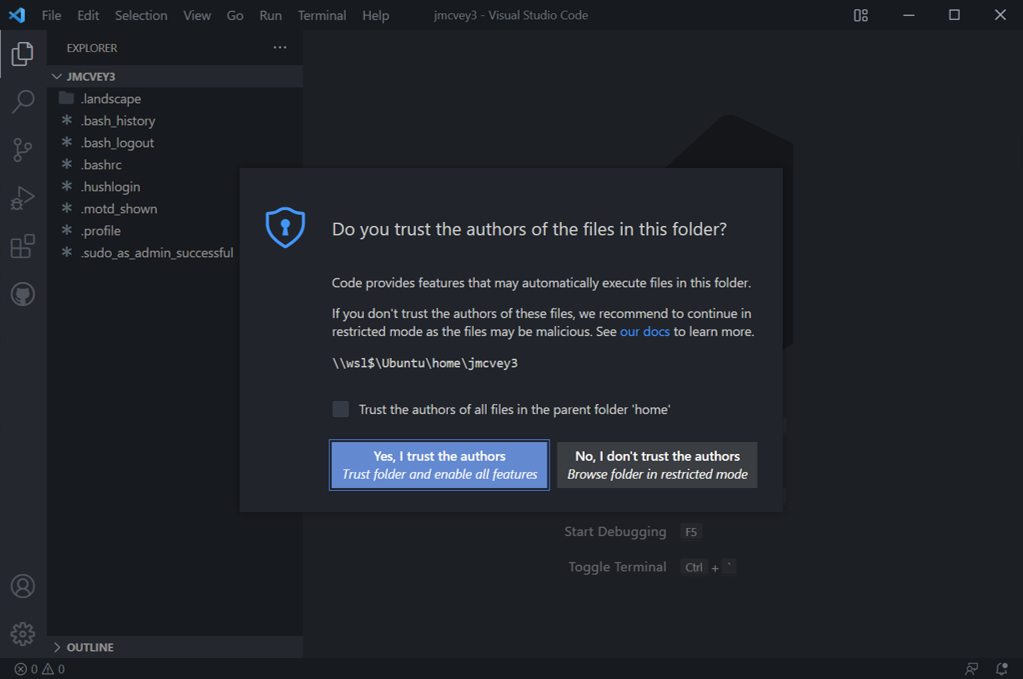 File Edit Selection View Go Run Terminal Help jmcvey3 - Visual Studio Code
EXPLORER
JMCVEY3
.landscape
.bash_history
.bash_logout
.bashrc
.hushlogin
.motd_shown
.profile
.sudo_as_admin_successful
Do you trust the authors of the files in this folder?
Code provides features that may automatically execute files in this folder.
If you don't trust the authors of these files, we recommend to continue in
restricted mode as the files may be malicious. See our docs to learn more.
\\wsl$\Ubuntu\home\jmcvey3
Trust the authors of all files in the parent folder 'home'
Yes, I trust the authors
Trust folder and enable all features
No, I don't trust the authors
Browse folder in restricted mode
Start Debugging F5
Toggle Terminal Ctrl + `
OUTLINE
0 0